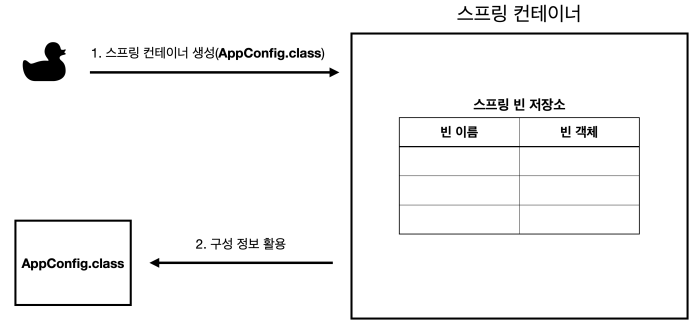 스프링 컨테이너
1. 스프링 컨테이너 생성(AppConfig.class)
스프링 빈 저장소
빈 이름
빈 객체
2. 구성 정보 활용
AppConfig.class